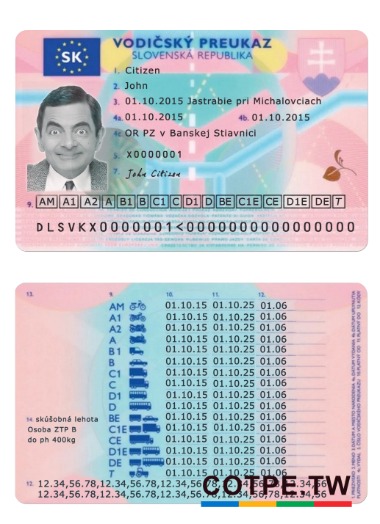 SK
VODIČSKÝ PREUKAZ
SLOVENSKÁ REPUBLIKA
1. Citizen
2. John
3. 01.10.2015 Jastrabie pri Michalovciach
4a. 01.10.2015 4b. 01.10.2015
4c. OR PZ v Banskej Stiavnici
5. X0000001
7. John Citizen
9. AM A1 A2 A B1 B C1 C D1 D BE C1E CE D1E DE T
DLSVKX0000001<0000000000000000
13. 9. 10. 11. 12.
AM 01.10.15 01.10.25 01.06
A1 01.10.15 01.10.25 01.06
A2 01.10.15 01.10.25 01.06
A 01.10.15 01.10.25 01.06
B1 01.10.15 01.10.25 01.06
B 01.10.15 01.10.25 01.06
C1 01.10.15 01.10.25 01.06
C 01.10.15 01.10.25 01.06
D1 01.10.15 01.10.25 01.06
D 01.10.15 01.10.25 01.06
BE 01.10.15 01.10.25 01.06
C1E 01.10.15 01.10.25 01.06
CE 01.10.15 01.10.25 01.06
D1E 01.10.15 01.10.25 01.06
DE 01.10.15 01.10.25 01.06
T 01.10.15 01.10.25 01.06
14. skúšobná lehota
Osoba ZTP B
do ph 400kg
12. 12.34,56.78,12.34,56.78,12.34,56.78,12.34,56
12.34,56.78,12.34,56.78,12.34,56.78,12.34,56
CO-PE.TW